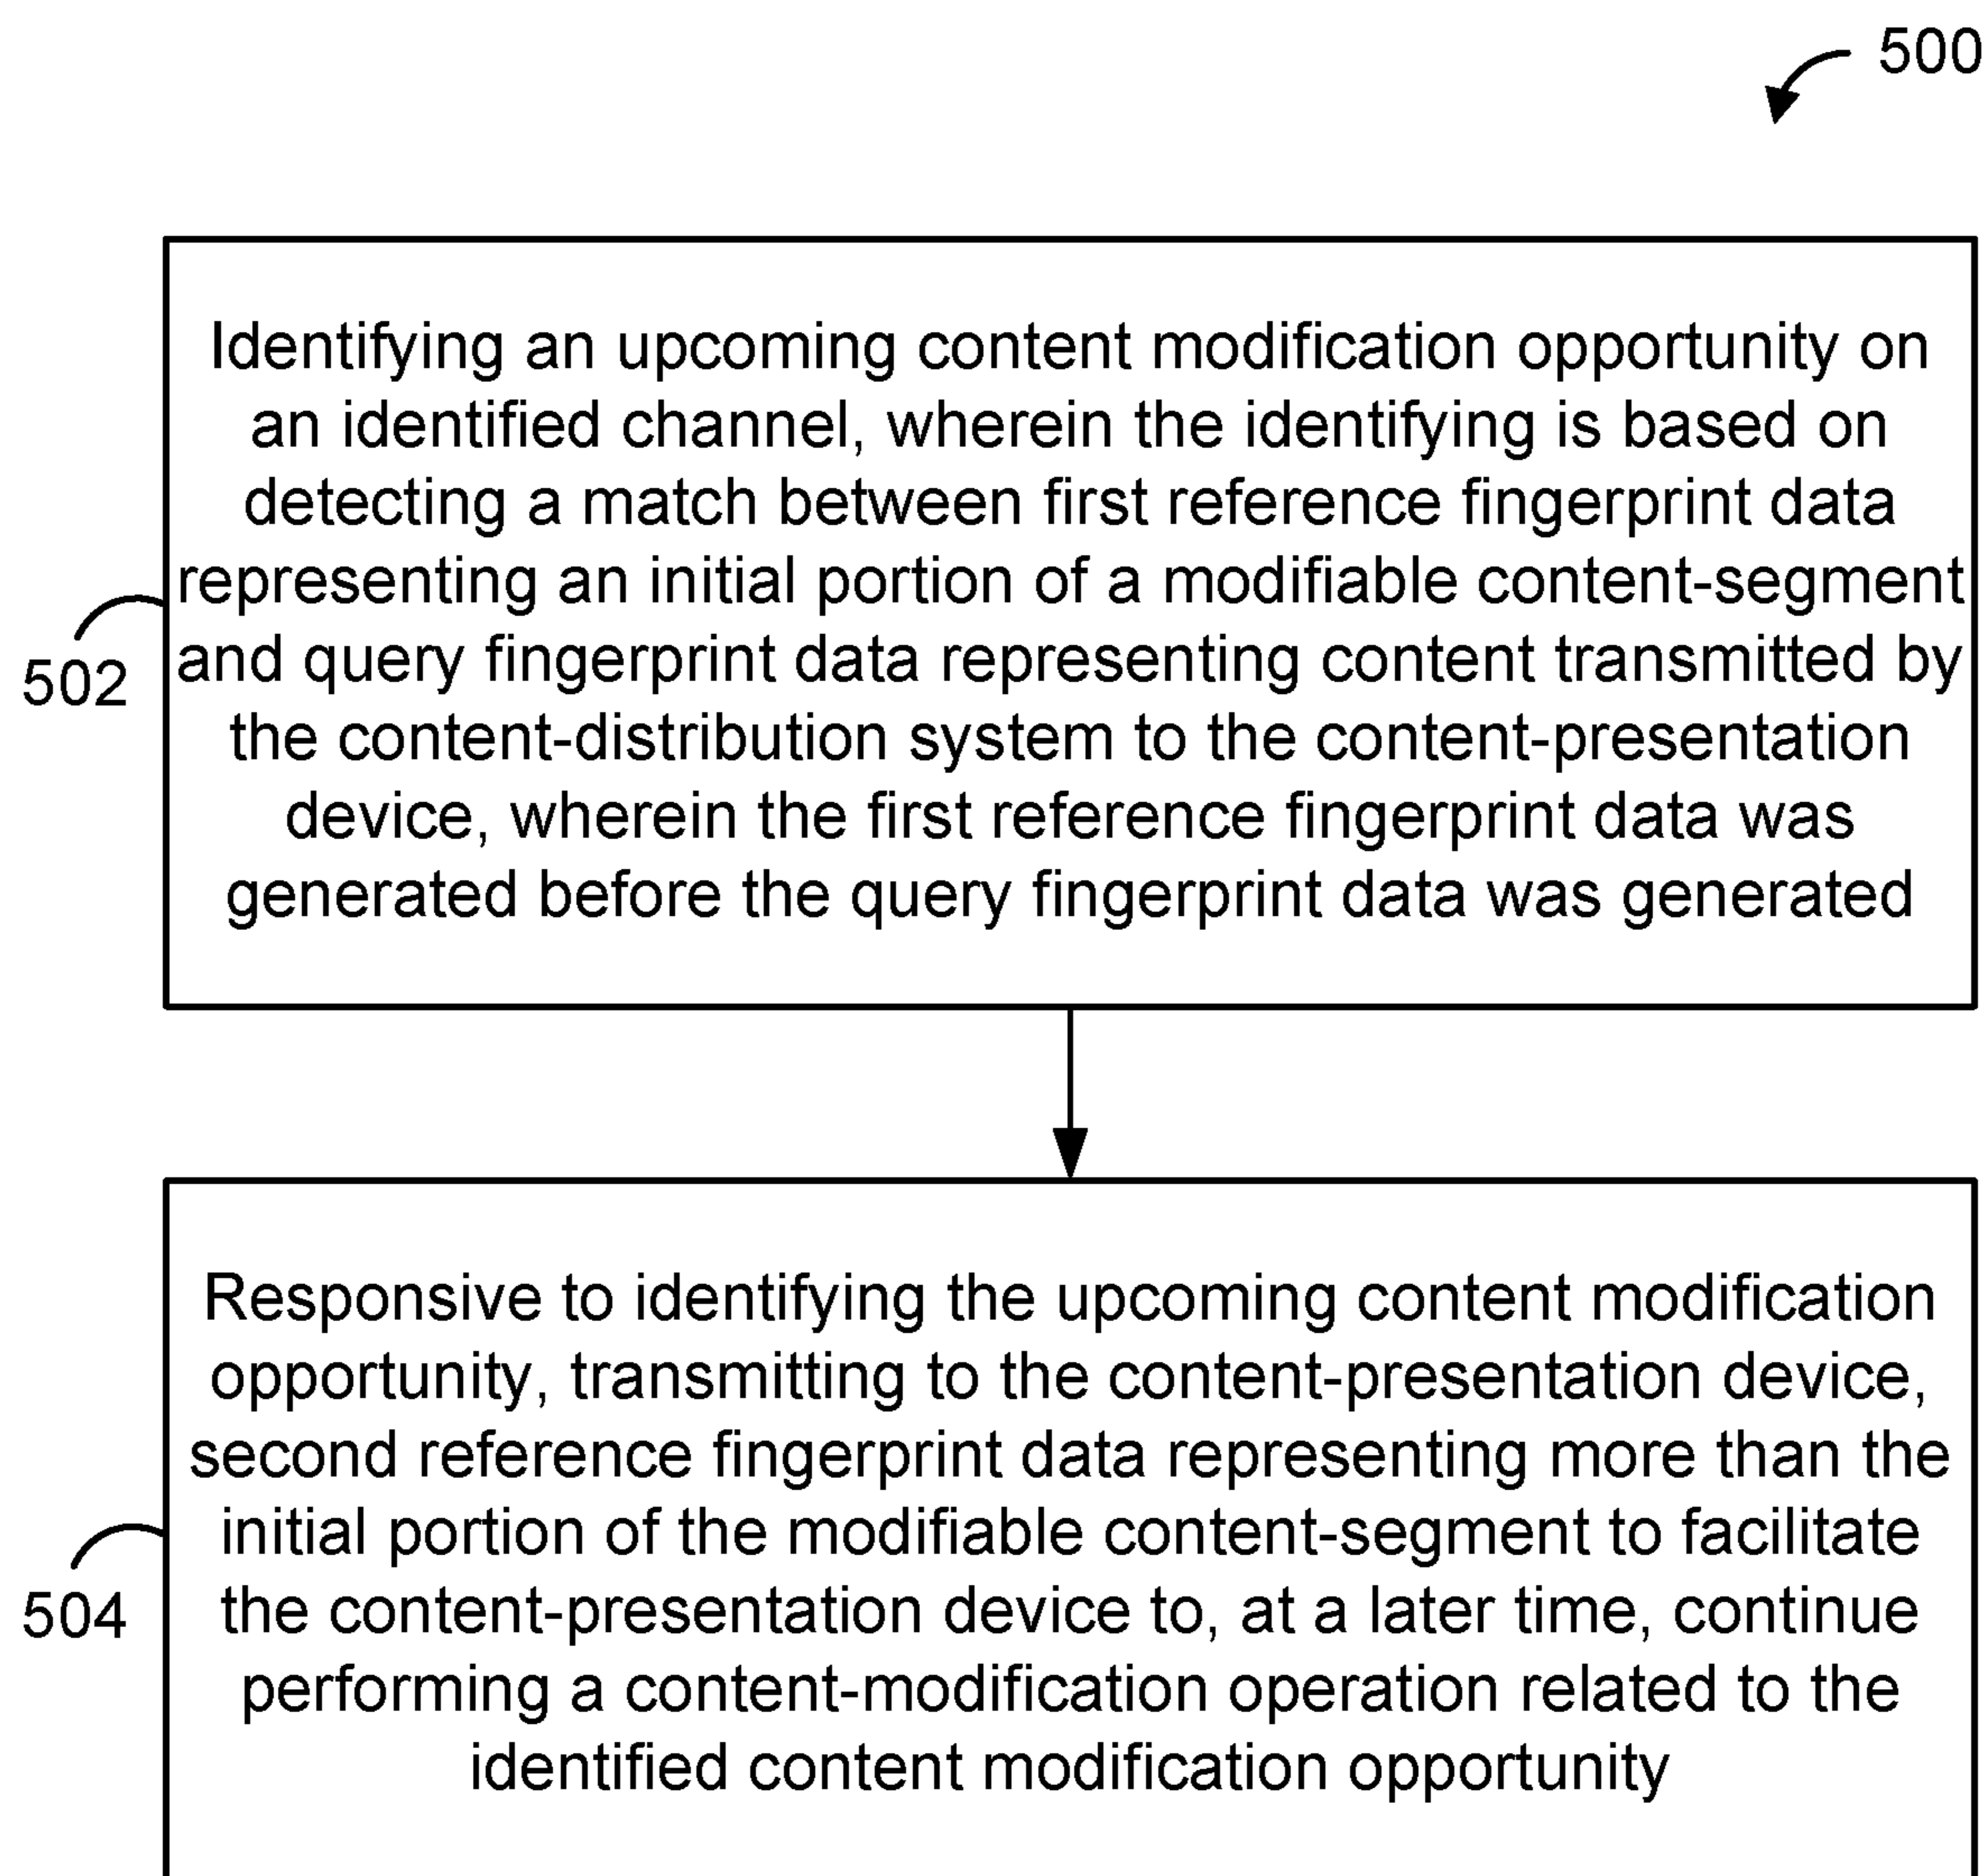 500
Identifying an upcoming content modification opportunity on
an identified channel, wherein the identifying is based on
detecting a match between first reference fingerprint data
representing an initial portion of a modifiable content-segment
and query fingerprint data representing content transmitted by
the content-distribution system to the content-presentation
device, wherein the first reference fingerprint data was
generated before the query fingerprint data was generated
502
Responsive to identifying the upcoming content modification
opportunity, transmitting to the content-presentation device,
second reference fingerprint data representing more than the
initial portion of the modifiable content-segment to facilitate
the content-presentation device to, at a later time, continue
performing a content-modification operation related to the
identified content modification opportunity
504